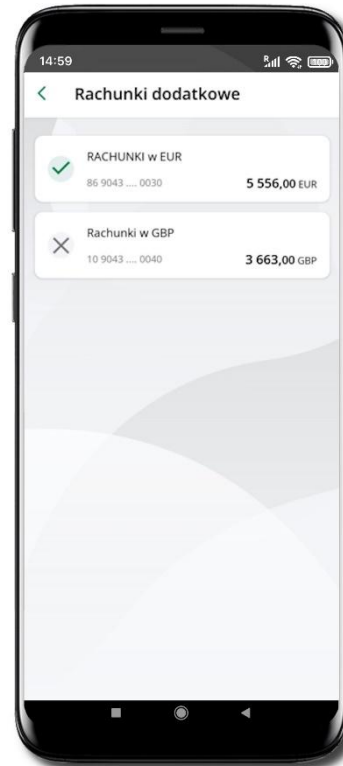 14:59
Rachunki dodatkowe
RACHUNKI w EUR
86 9043 .... 0030
5 556,00 EUR
Rachunki w GBP
10 9043 .... 0040
3 663,00 GBP